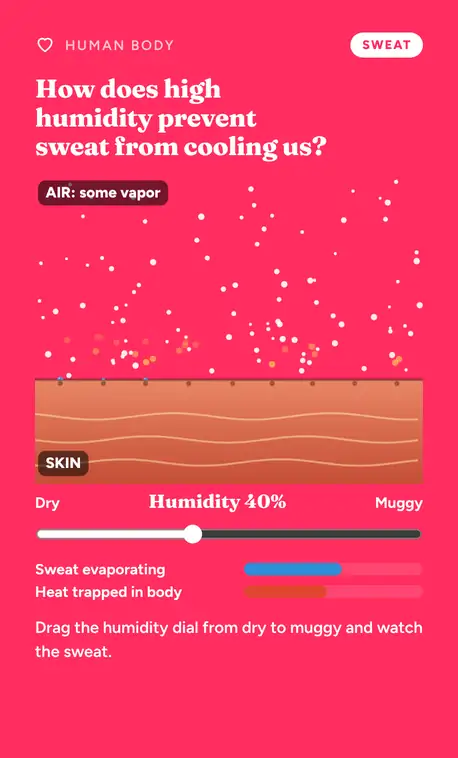 HUMAN BODY
SWEAT
How does high
humidity prevent
sweat from cooling us?
AIR: some vapor
SKIN
Dry
Humidity 40%
Muggy
Sweat evaporating
Heat trapped in body
Drag the humidity dial from dry to muggy and watch
the sweat.